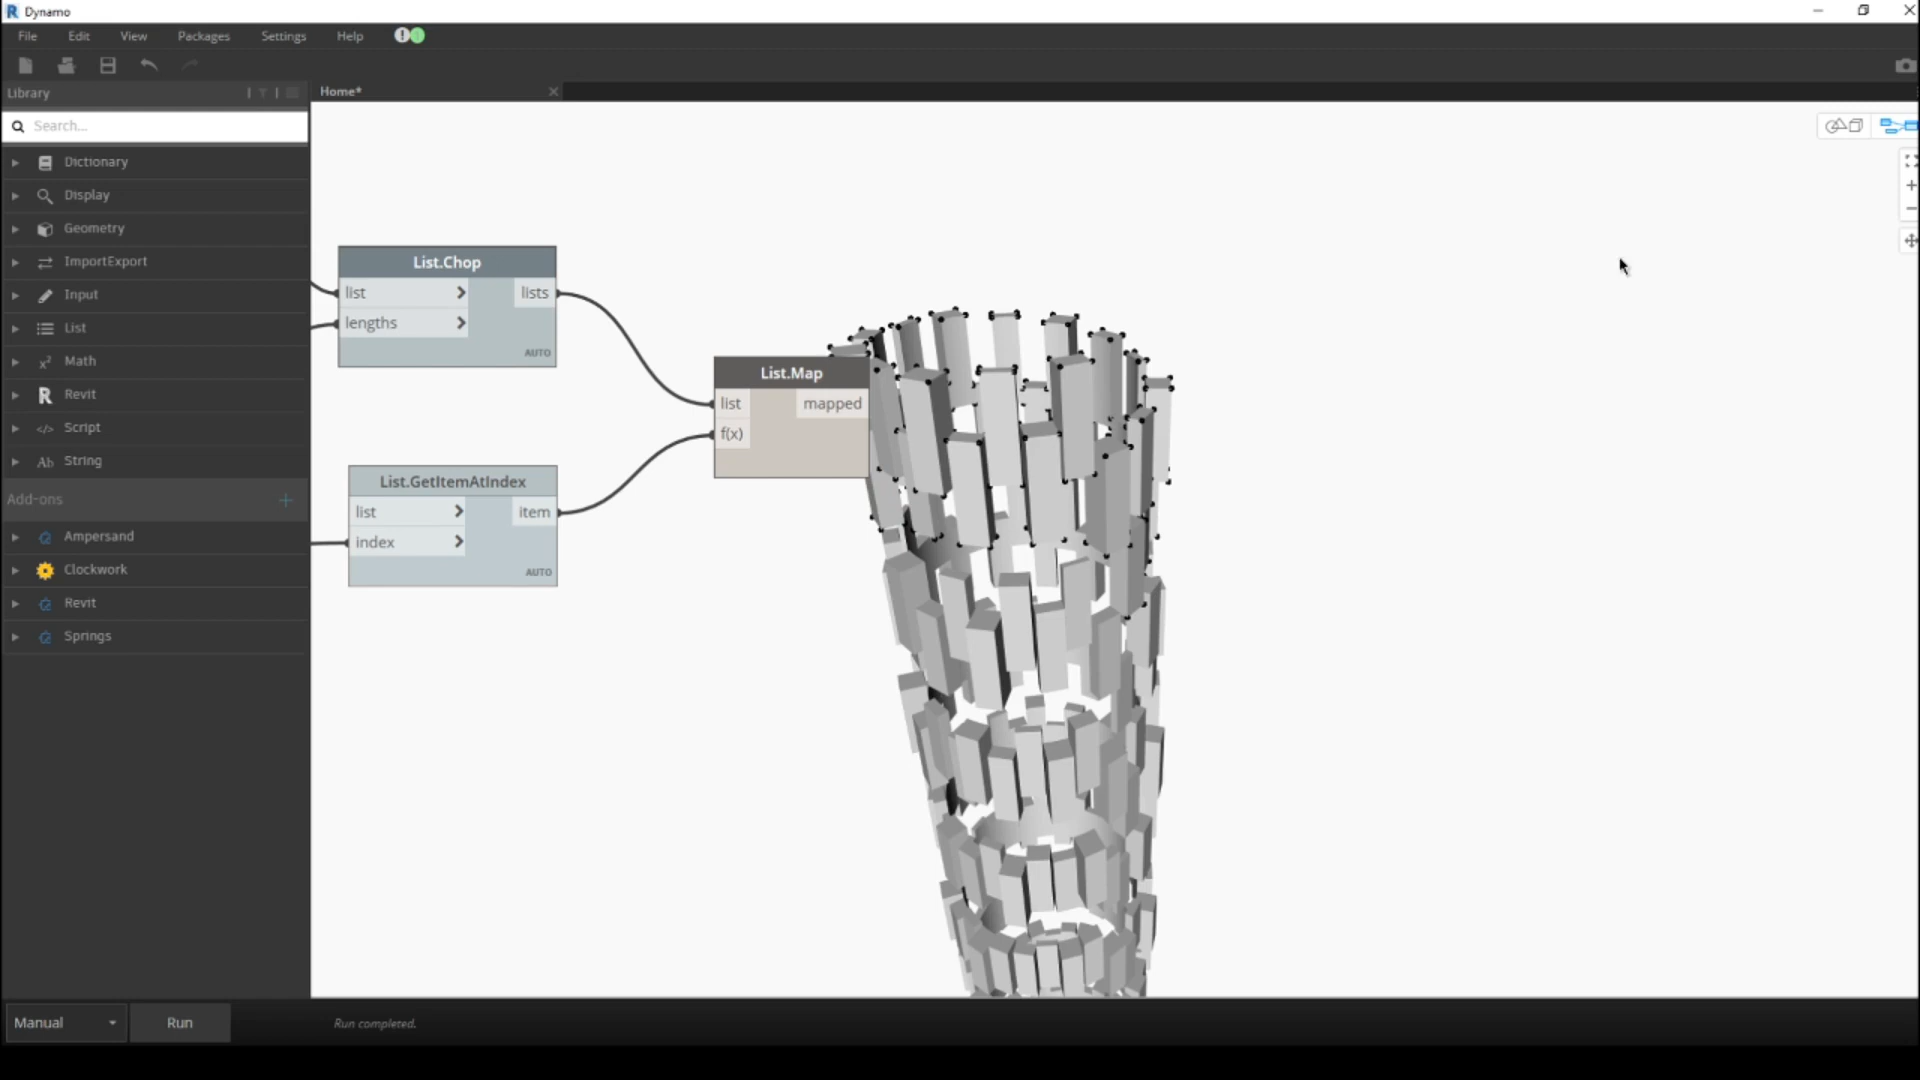 Dynamo
File Edit View Packages Settings Help
Library
Home*
Search...
Dictionary
Display
Geometry
ImportExport
Input
List
Math
Revit
Script
String
Add-ons
Ampersand
Clockwork
Revit
Springs
List.Chop
list lists
lengths
AUTO
List.GetItemAtIndex
list item
index
AUTO
List.Map
list mapped
f(x)
Manual Run Run completed.